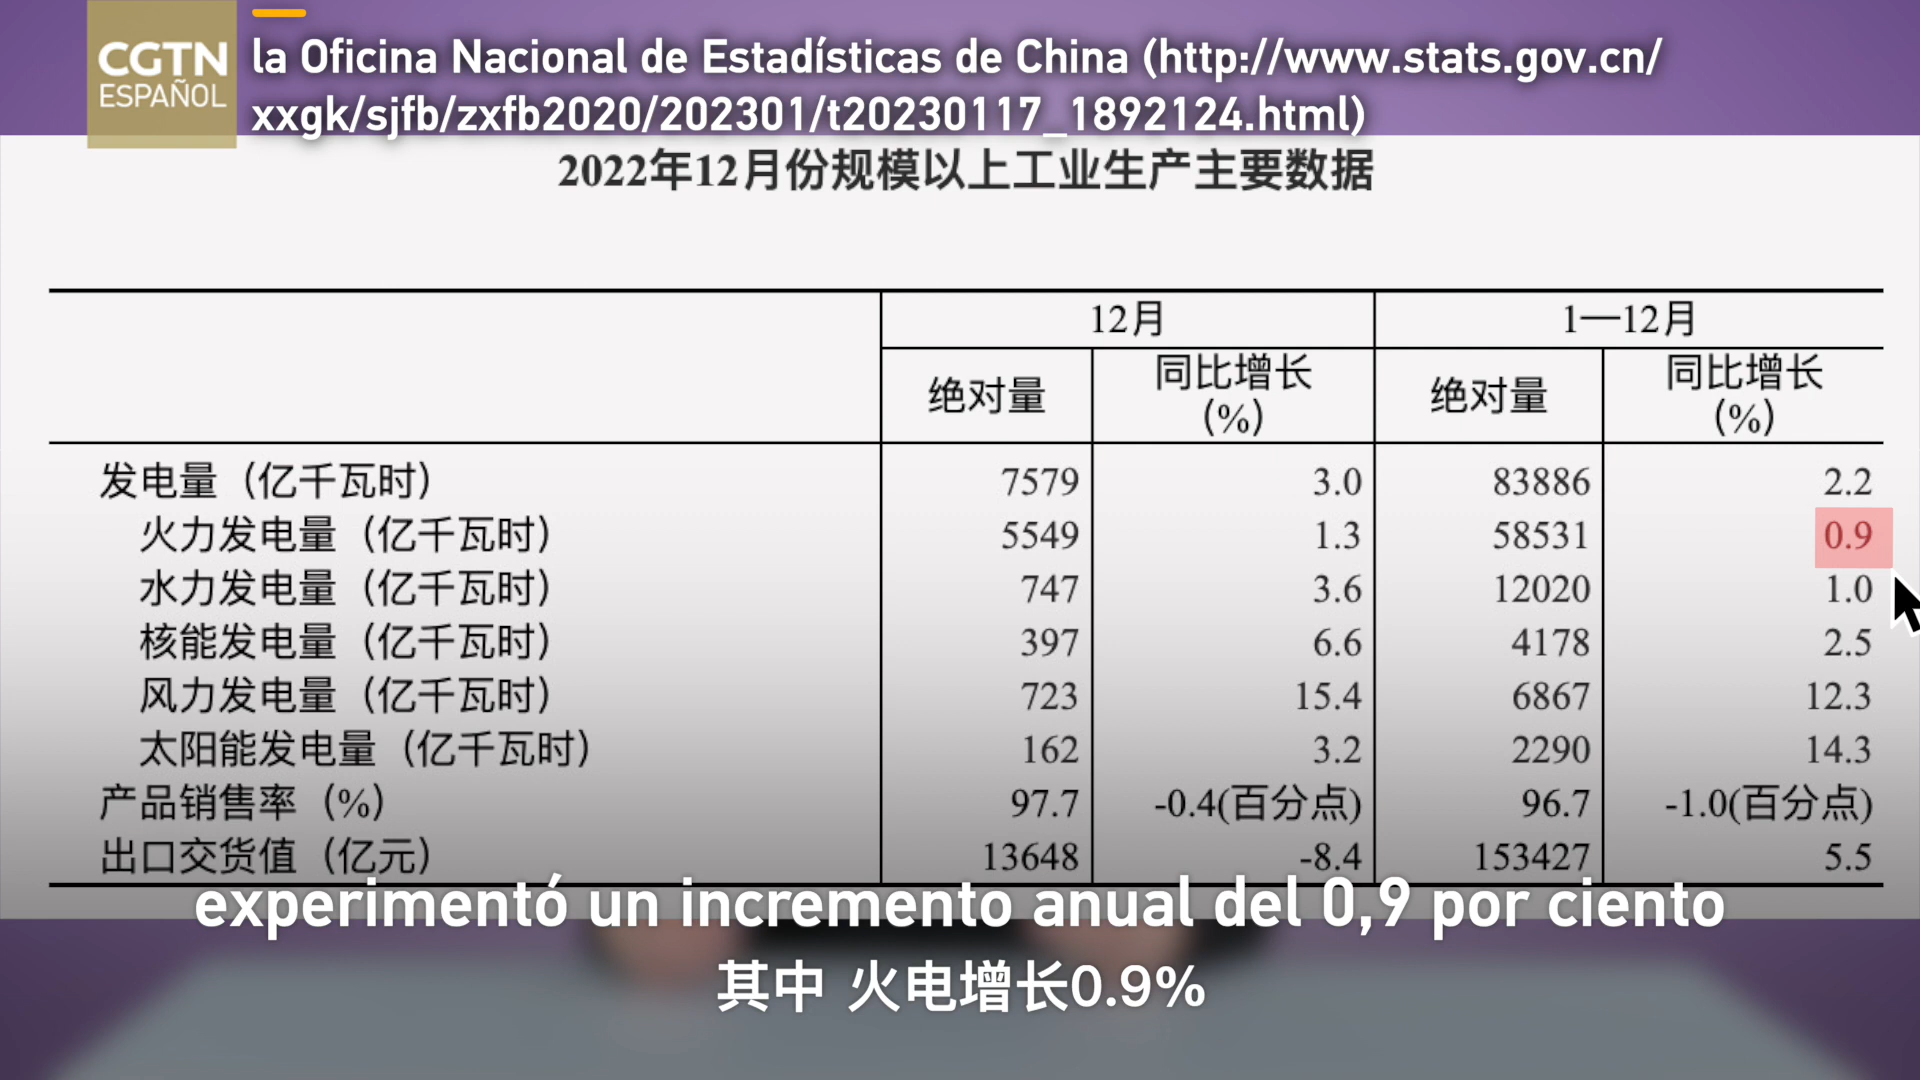 CGTN
ESPAÑOL
la Oficina Nacional de Estadísticas de China (http://www.stats.gov.cn/
xxgk/sjfb/zxfb2020/202301/t20230117_1892124.html)
2022年12月份规模以上工业生产主要数据
12月 1—12月
绝对量 同比增长 (%) 绝对量 同比增长 (%)
发电量（亿千瓦时） 7579 3.0 83886 2.2
火力发电量（亿千瓦时） 5549 1.3 58531 0.9
水力发电量（亿千瓦时） 747 3.6 12020 1.0
核能发电量（亿千瓦时） 397 6.6 4178 2.5
风力发电量（亿千瓦时） 723 15.4 6867 12.3
太阳能发电量（亿千瓦时） 162 3.2 2290 14.3
产品销售率（%） 97.7 -0.4(百分点) 96.7 -1.0(百分点)
出口交货值（亿元） 13648 -8.4 153427 5.5
experimentó un incremento anual del 0,9 por ciento
其中 火电增长0.9%